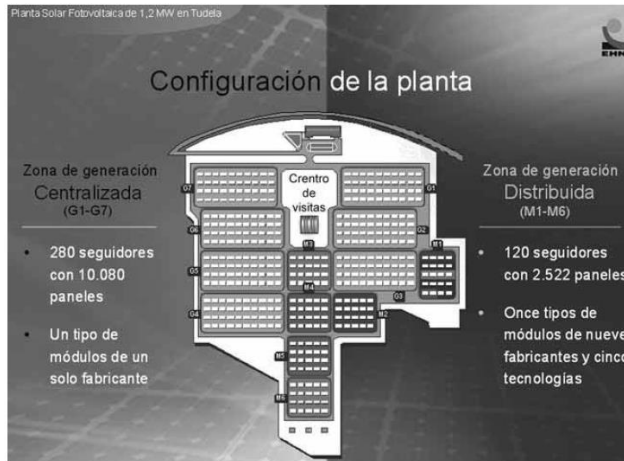 Planta Solar Fotovoltaica de 1,2 MW en Tudela
EHN
Configuración de la planta
Zona de generación
Centralizada
(G1-G7)
• 280 seguidores
con 10.080
paneles
• Un tipo de
módulos de un
solo fabricante
G7
G6
G5
G4
Crentro
de
visitas
M3
M4
M5
M6
G1
G2
M1
G3
M2
Zona de generación
Distribuida
(M1-M6)
• 120 seguidores
con 2.522 paneles
• Once tipos de
módulos de nueve
fabricantes y cinco
tecnologías